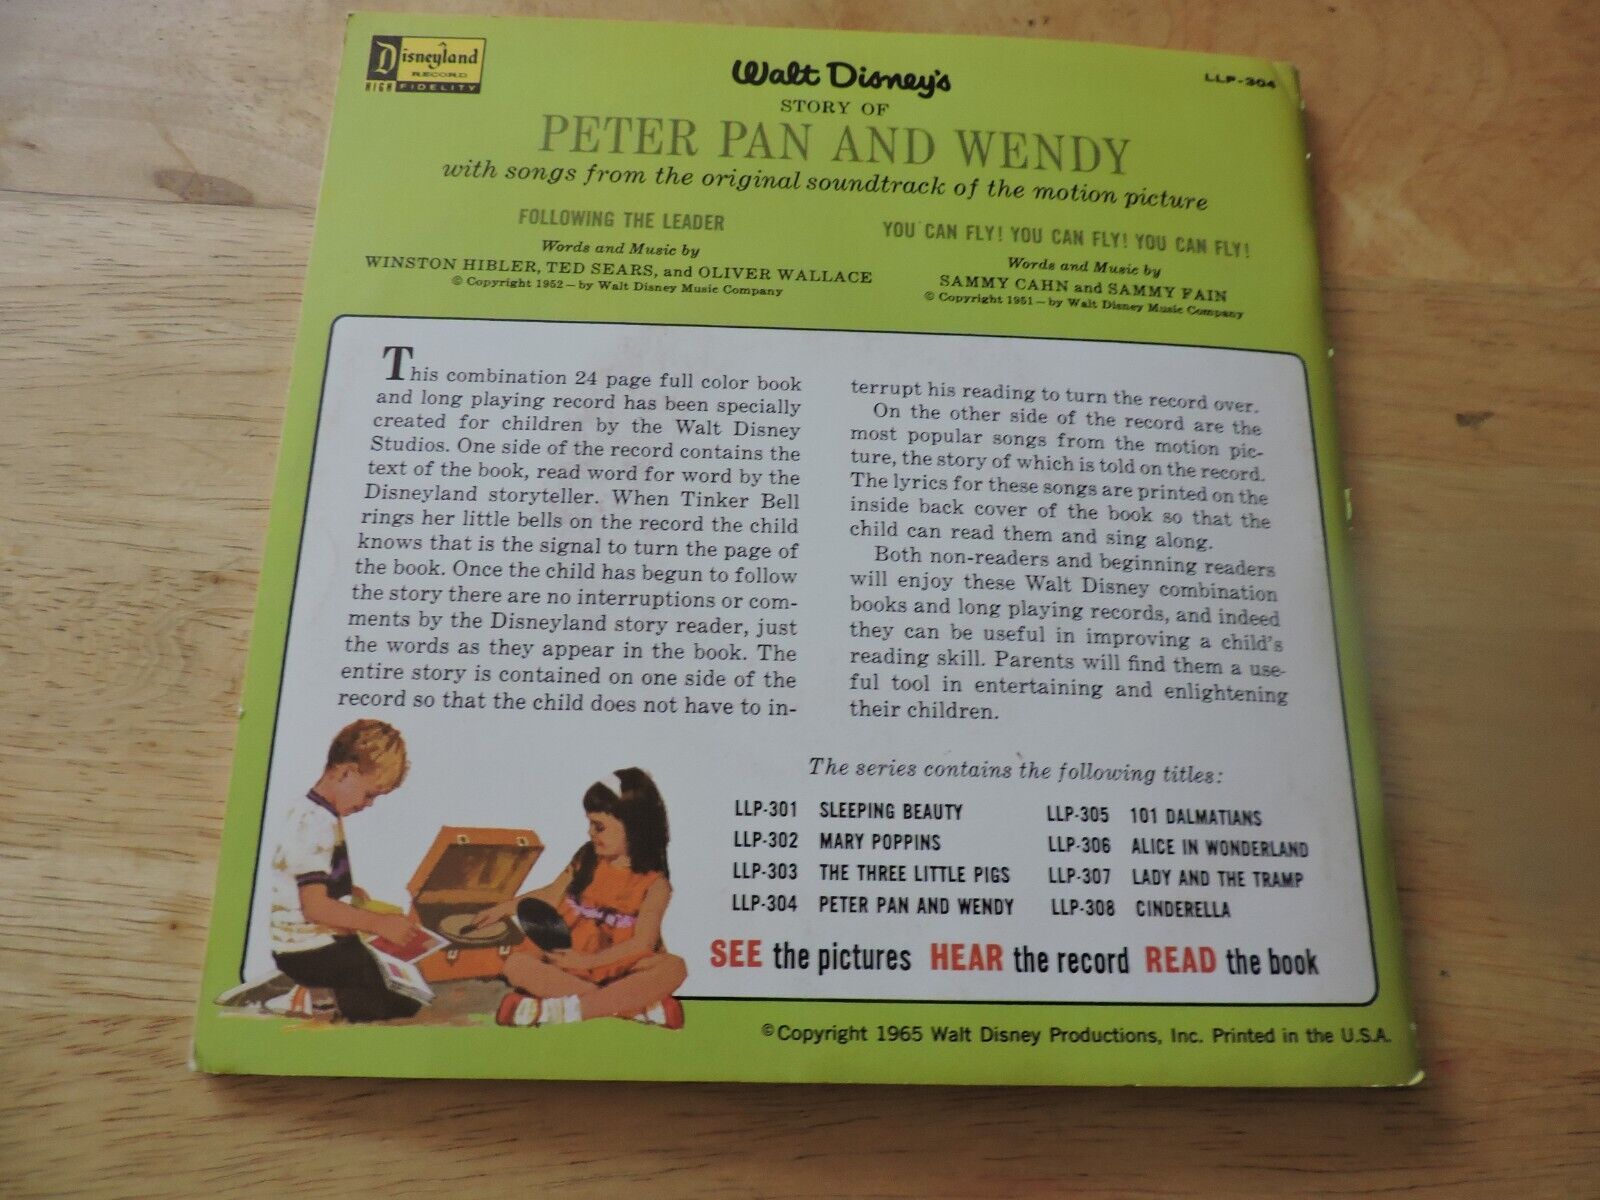 Disneyland
RECORD
HIGH FIDELITY
Walt Disney's
LLP-304
STORY OF
PETER PAN AND WENDY
with songs from the original soundtrack of the motion picture
FOLLOWING THE LEADER
Words and Music by
WINSTON HIBLER, TED SEARS, and OLIVER WALLACE
© Copyright 1952 – by Walt Disney Music Company
YOU CAN FLY! YOU CAN FLY! YOU CAN FLY!
Words and Music by
SAMMY CAHN and SAMMY FAIN
© Copyright 1951 – by Walt Disney Music Company
This combination 24 page full color book
and long playing record has been specially
created for children by the Walt Disney
Studios. One side of the record contains the
text of the book, read word for word by the
Disneyland storyteller. When Tinker Bell
rings her little bells on the record the child
knows that is the signal to turn the page of
the book. Once the child has begun to follow
the story there are no interruptions or com-
ments by the Disneyland story reader, just
the words as they appear in the book. The
entire story is contained on one side of the
record so that the child does not have to in-
terrupt his reading to turn the record over.
On the other side of the record are the
most popular songs from the motion pic-
ture, the story of which is told on the record.
The lyrics for these songs are printed on the
inside back cover of the book so that the
child can read them and sing along.
Both non-readers and beginning readers
will enjoy these Walt Disney combination
books and long playing records, and indeed
they can be useful in improving a child's
reading skill. Parents will find them a use-
ful tool in entertaining and enlightening
their children.
The series contains the following titles:
LLP-301 SLEEPING BEAUTY
LLP-302 MARY POPPINS
LLP-303 THE THREE LITTLE PIGS
LLP-304 PETER PAN AND WENDY
LLP-305 101 DALMATIANS
LLP-306 ALICE IN WONDERLAND
LLP-307 LADY AND THE TRAMP
LLP-308 CINDERELLA
SEE the pictures HEAR the record READ the book
© Copyright 1965 Walt Disney Productions, Inc. Printed in the U.S.A.